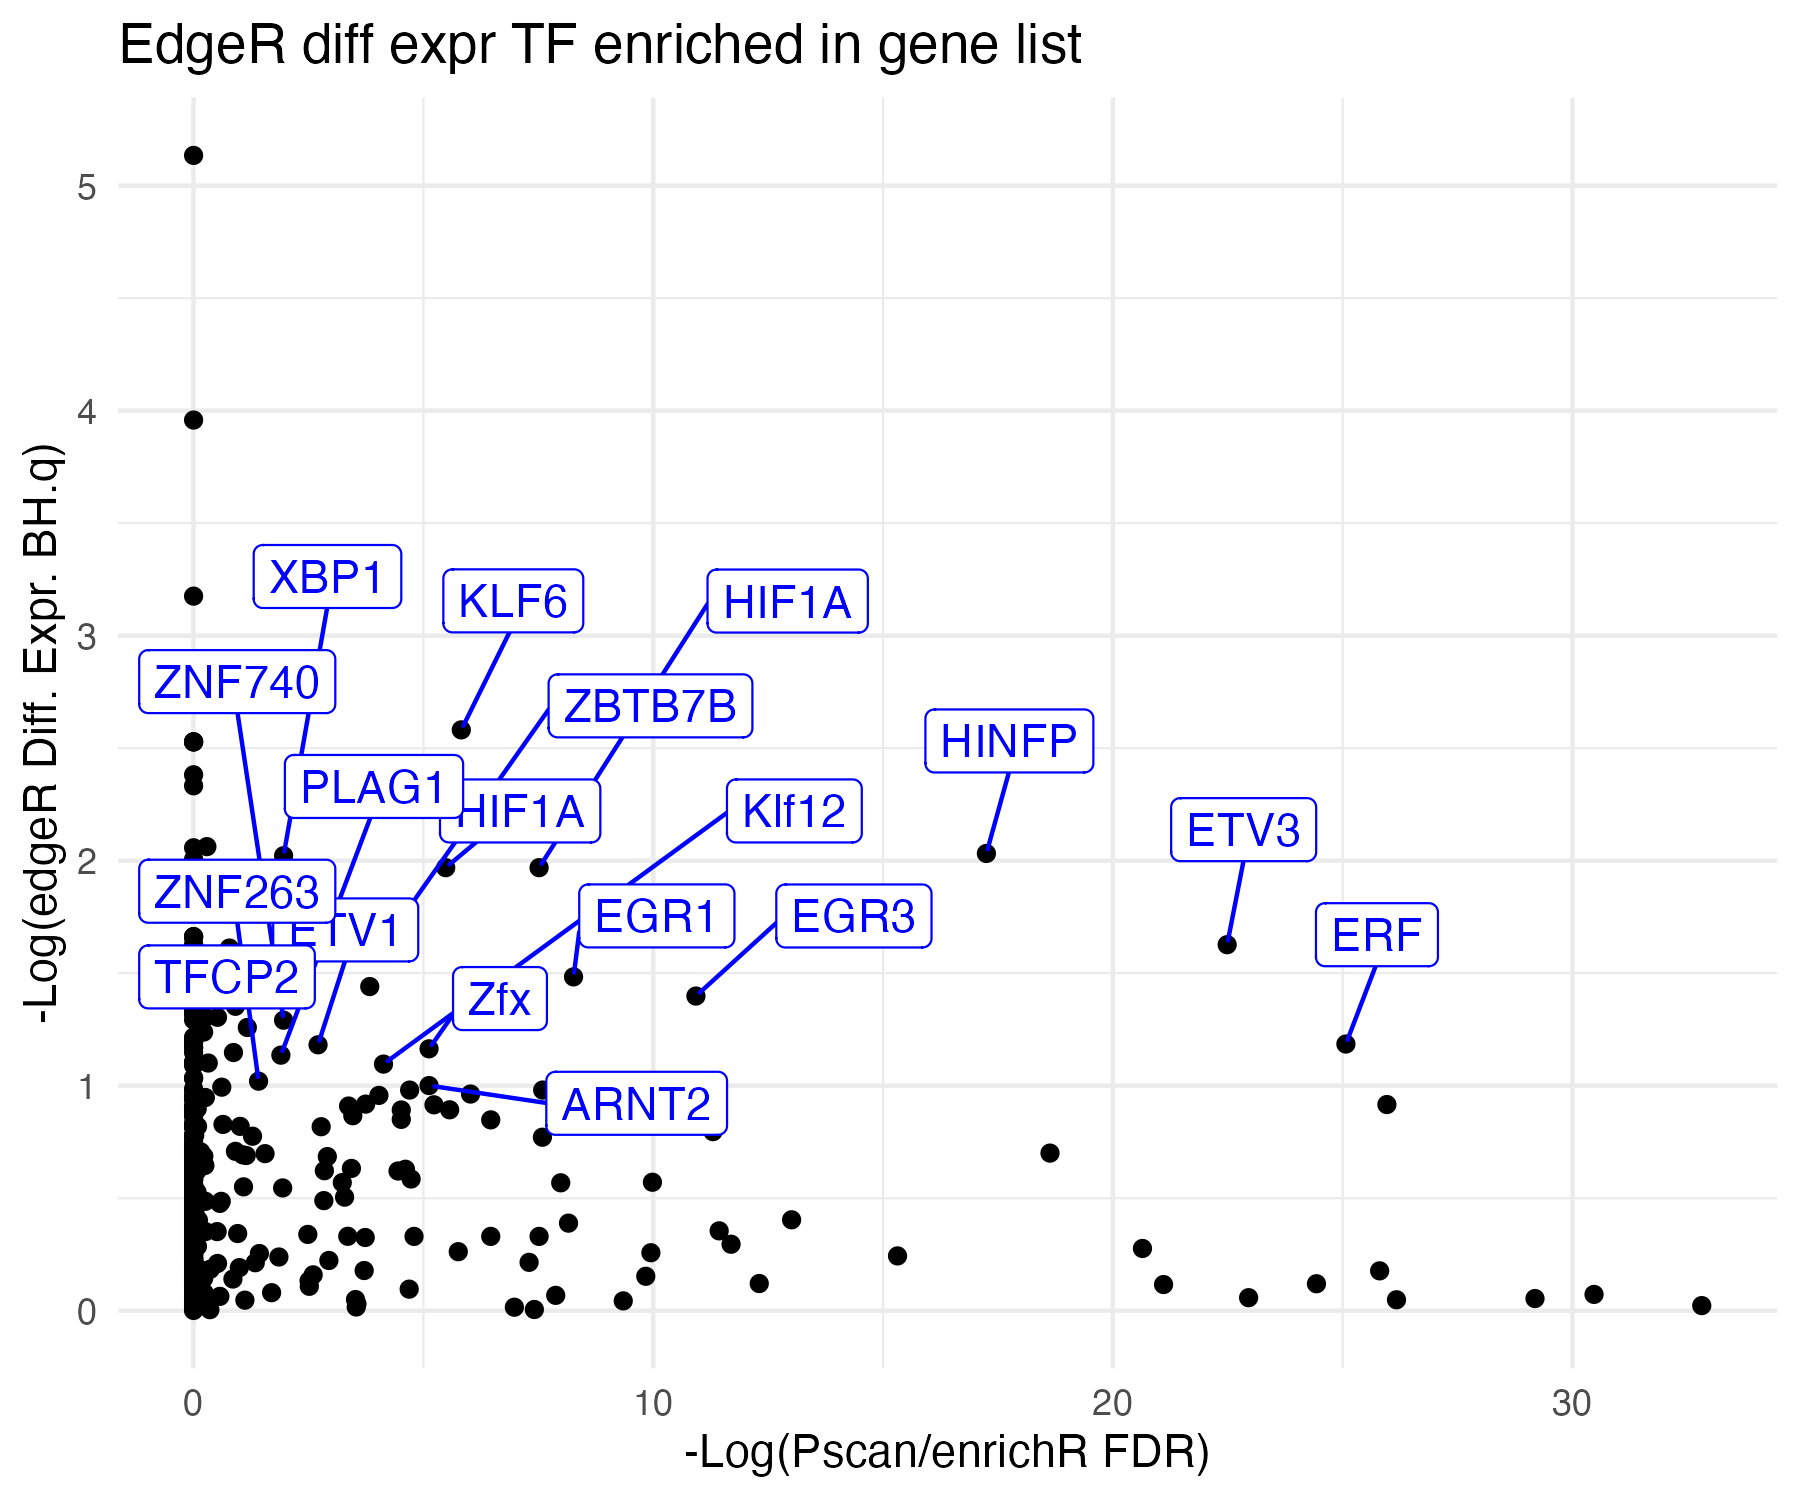 EdgeR diff expr TF enriched in gene list
-Log(edgeR Diff. Expr. BH.q)
5
4
3
2
1
0
XBP1
KLF6
HIF1A
ZNF740
ZBTB7B
HINFP
PLAG1
HIF1A
Klf12
ETV3
ZNF263
ETV1
EGR1
EGR3
ERF
TFCP2
Zfx
ARNT2
0
10
20
30
-Log(Pscan/enrichR FDR)